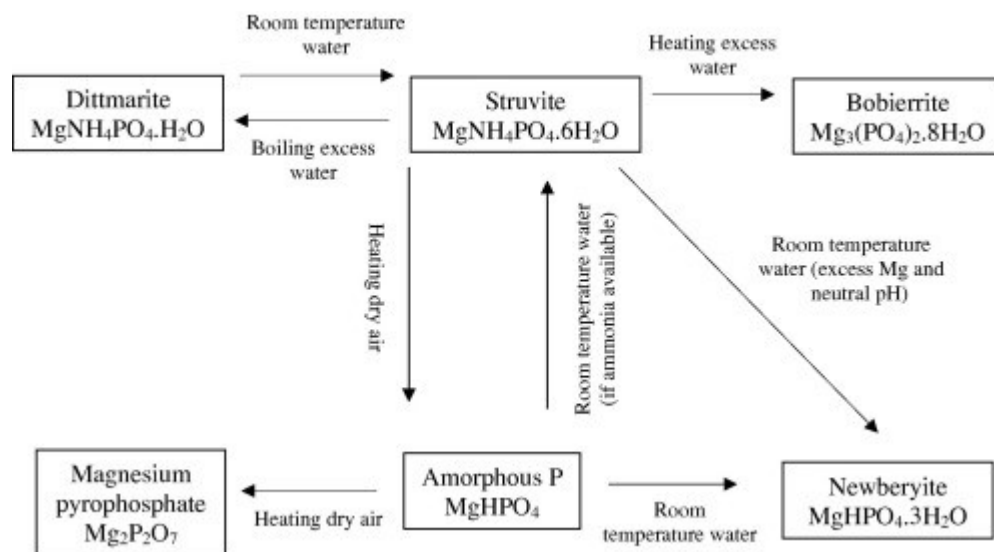 Room temperature
water
Heating excess
water
Dittmarite
MgNH₄PO₄.H₂O
Struvite
MgNH₄PO₄.6H₂O
Bobierrite
Mg₃(PO₄)₂.8H₂O
Boiling excess
water
Heating dry air
Room temperature water
(if ammonia available)
Room temperature
water (excess Mg and
neutral pH)
Magnesium
pyrophosphate
Mg₂P₂O₇
Heating dry air
Amorphous P
MgHPO₄
Room
temperature water
Newberyite
MgHPO₄.3H₂O